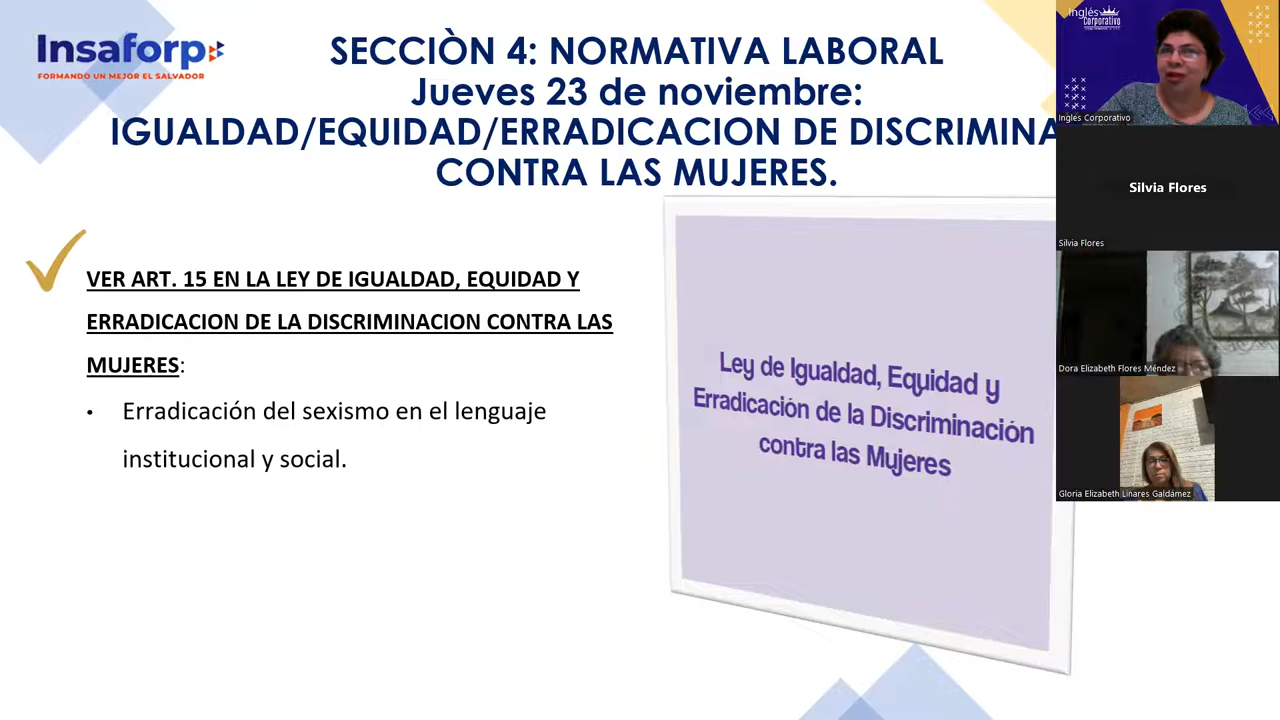 Insaforp
FORMANDO UN MEJOR EL SALVADOR
SECCIÒN 4: NORMATIVA LABORAL
Jueves 23 de noviembre:
IGUALDAD/EQUIDAD/ERRADICACION DE DISCRIMINA
CONTRA LAS MUJERES.
VER ART. 15 EN LA LEY DE IGUALDAD, EQUIDAD Y
ERRADICACION DE LA DISCRIMINACION CONTRA LAS
MUJERES:
• Erradicación del sexismo en el lenguaje
institucional y social.
Ley de Igualdad, Equidad y
Erradicación de la Discriminación
contra las Mujeres
Inglés
Corporativo
Inglés Corporativo
Silvia Flores
Silvia Flores
Dora Elizabeth Flores Méndez
Gloria Elizabeth Linares Galdámez